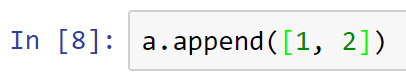 In [8]: a.append([1, 2])